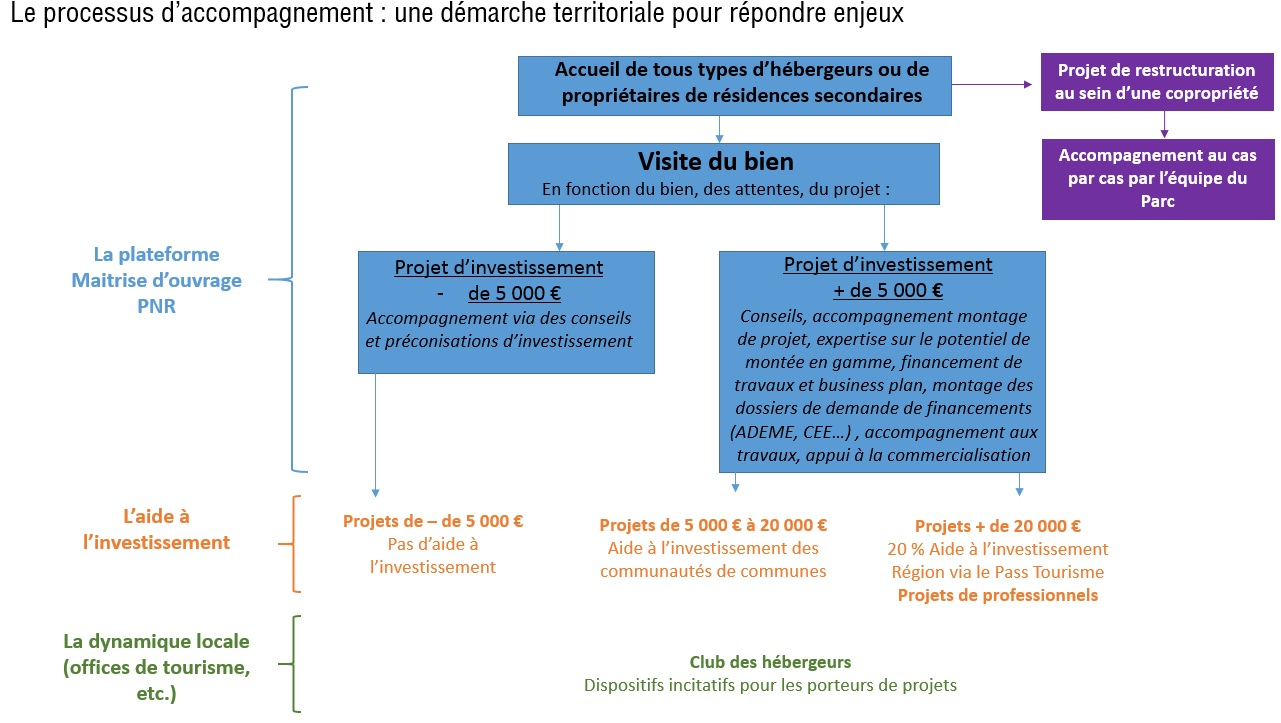 Le processus d’accompagnement : une démarche territoriale pour répondre enjeux
Accueil de tous types d’hébergeurs ou de
propriétaires de résidences secondaires
Projet de restructuration
au sein d’une copropriété
Accompagnement au cas
par cas par l’équipe du
Parc
Visite du bien
En fonction du bien, des attentes, du projet :
La plateforme
Maitrise d’ouvrage
PNR
Projet d’investissement
- de 5 000 €
Accompagnement via des conseils
et préconisations d’investissement
Projet d’investissement
+ de 5 000 €
Conseils, accompagnement montage
de projet, expertise sur le potentiel de
montée en gamme, financement de
travaux et business plan, montage des
dossiers de demande de financements
(ADEME, CEE…) , accompagnement aux
travaux, appui à la commercialisation
L’aide à
l’investissement
Projets de – de 5 000 €
Pas d’aide à
l’investissement
Projets de 5 000 € à 20 000 €
Aide à l’investissement des
communautés de communes
Projets + de 20 000 €
20 % Aide à l’investissement
Région via le Pass Tourisme
Projets de professionnels
La dynamique locale
(offices de tourisme,
etc.)
Club des hébergeurs
Dispositifs incitatifs pour les porteurs de projets